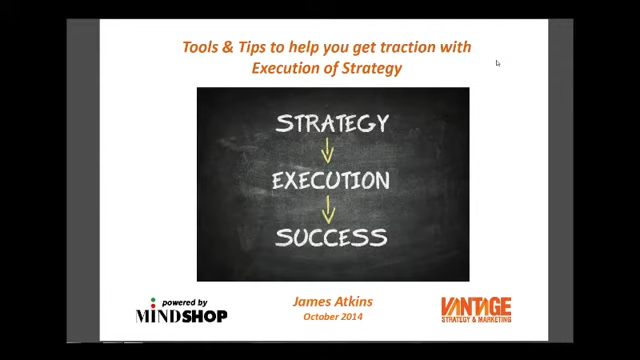 Tools & Tips to help you get traction with
Execution of Strategy
STRATEGY
EXECUTION
SUCCESS
powered by
MINDSHOP
James Atkins
October 2014
VANTAGE
STRATEGY & MARKETING